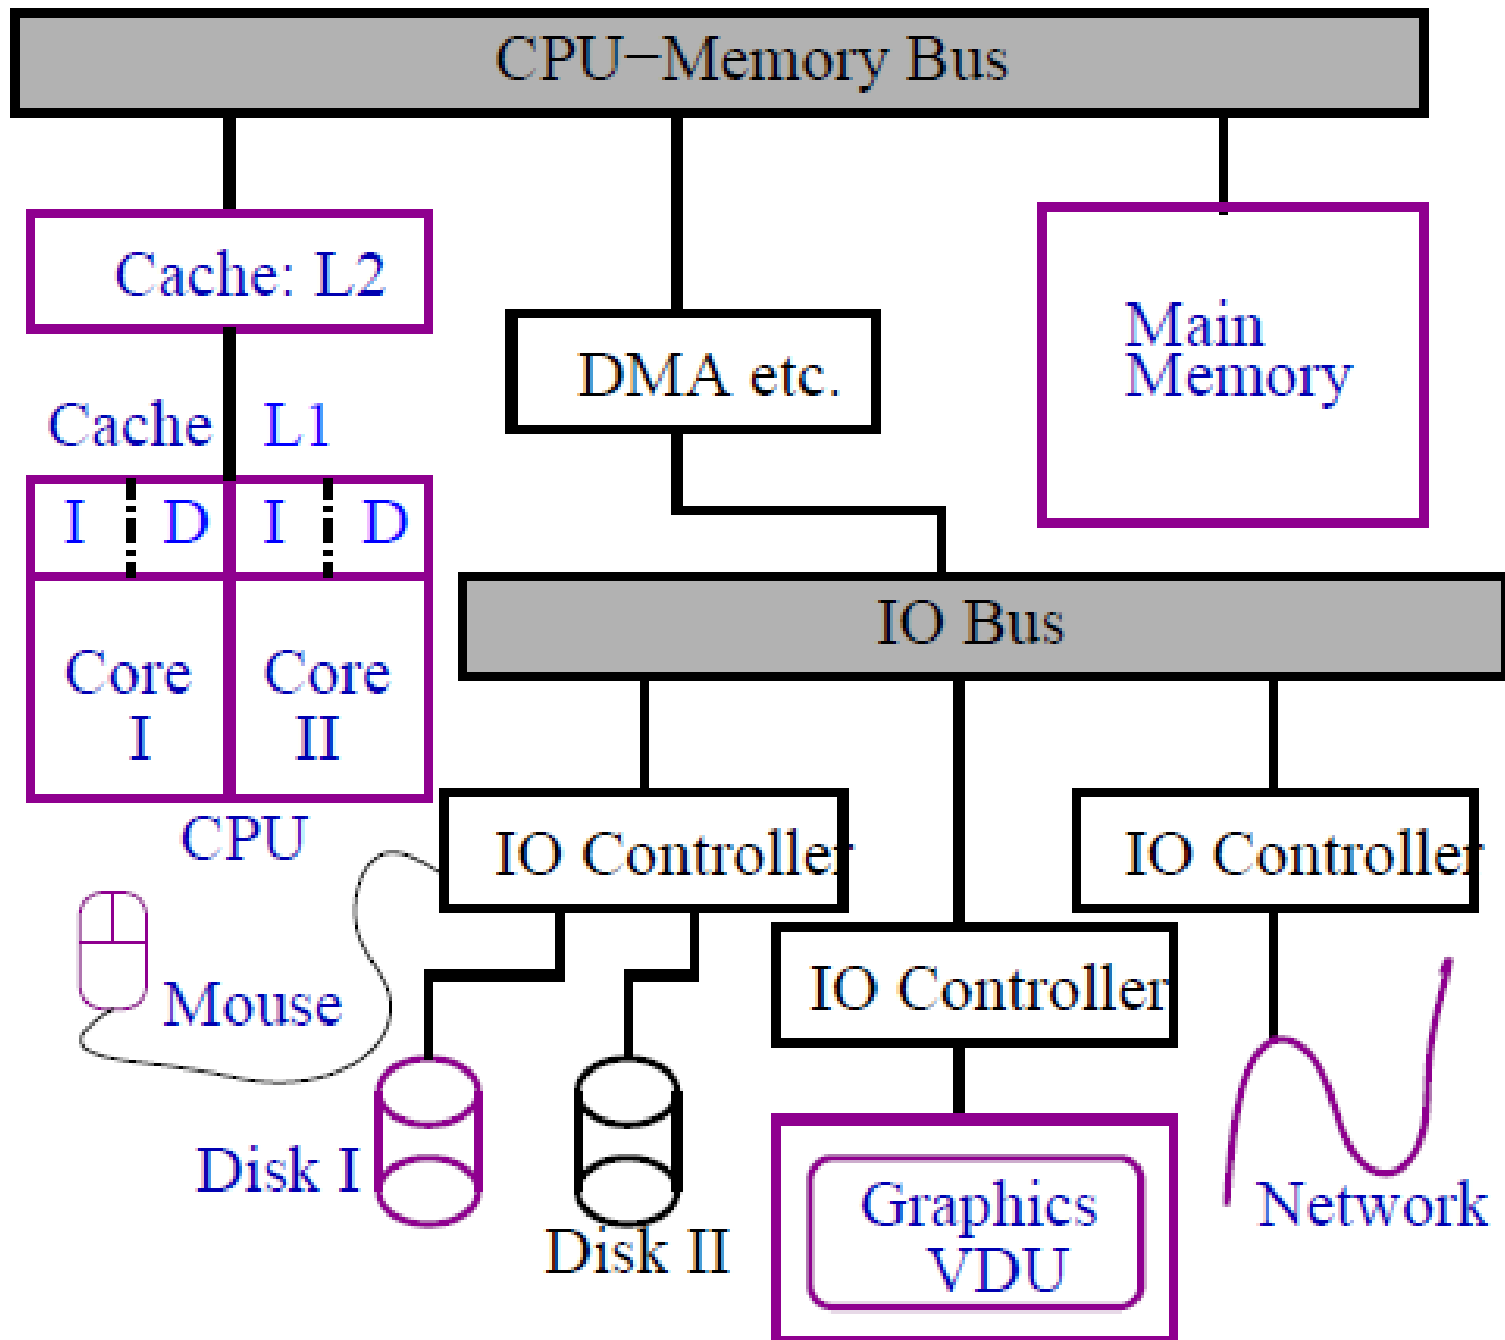 CPU−Memory Bus
Cache: L2
DMA etc.
Main
Memory
Cache L1
I D I D
IO Bus
Core
I
Core
II
CPU
IO Controller
IO Controller
IO Controller
Mouse
Disk I
Disk II
Graphics
VDU
Network